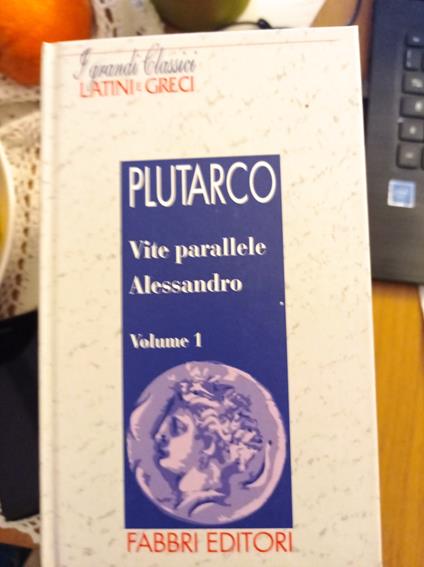 I grandi Classici
LATINI E GRECI
PLUTARCO
Vite parallele
Alessandro
Volume 1
FABBRI EDITORI